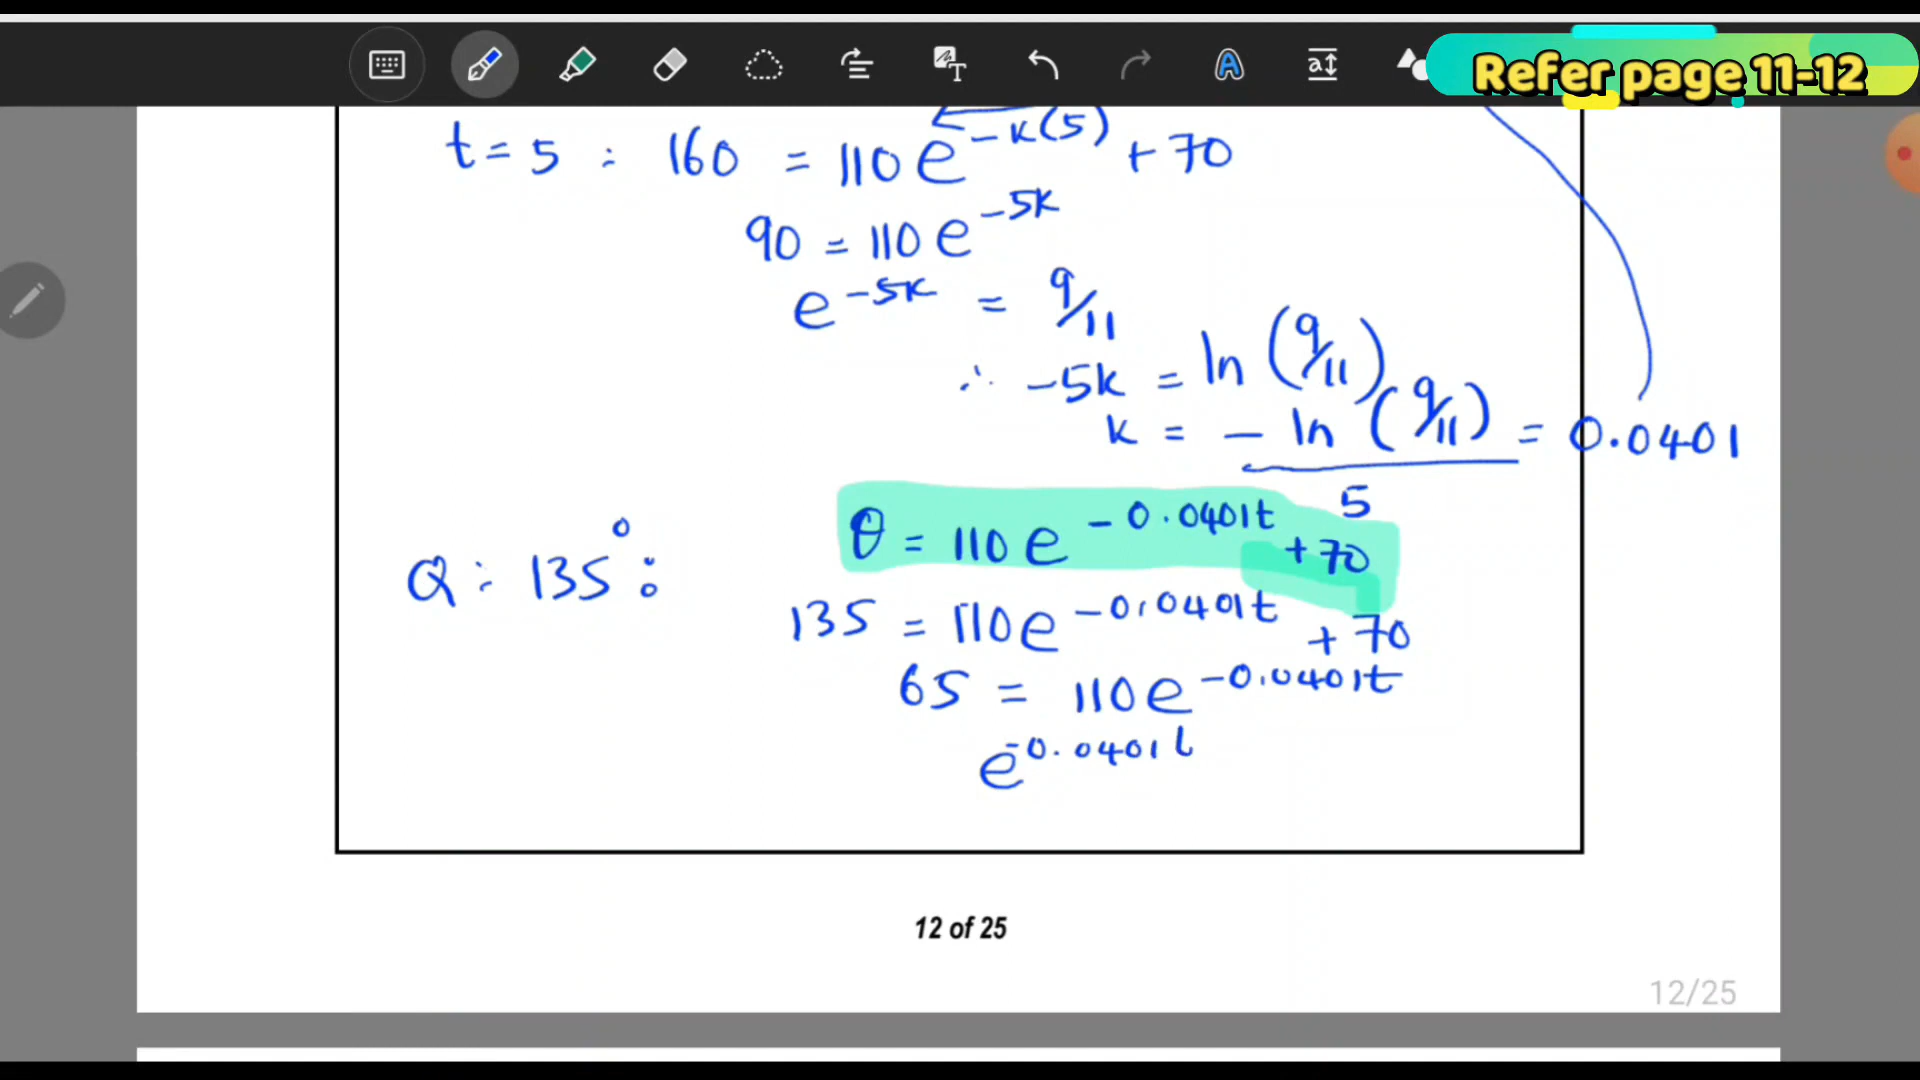 Refer page 11-12
t = 5 : 160 = 110 e^{-k(5)} + 70
90 = 110 e^{-5k}
e^{-5k} = 9/11
∴ -5k = ln (9/11)
k = - ln (9/11) / 5 = 0.0401
θ = 110 e^{-0.0401t} + 70
Q : 135° :
135 = 110 e^{-0.0401t} + 70
65 = 110 e^{-0.0401t}
e^{-0.0401t}
12 of 25
12/25